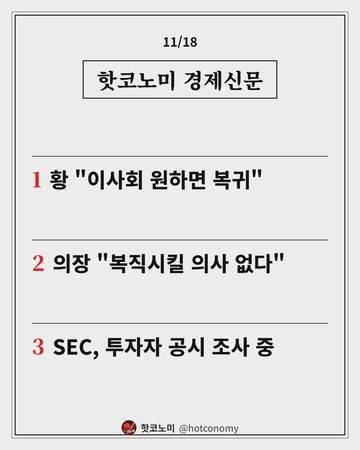 11/18
핫코노미 경제신문
1 황 "이사회 원하면 복귀"
2 의장 "복직시킬 의사 없다"
3 SEC, 투자자 공시 조사 중
핫코노미 @hotconomy